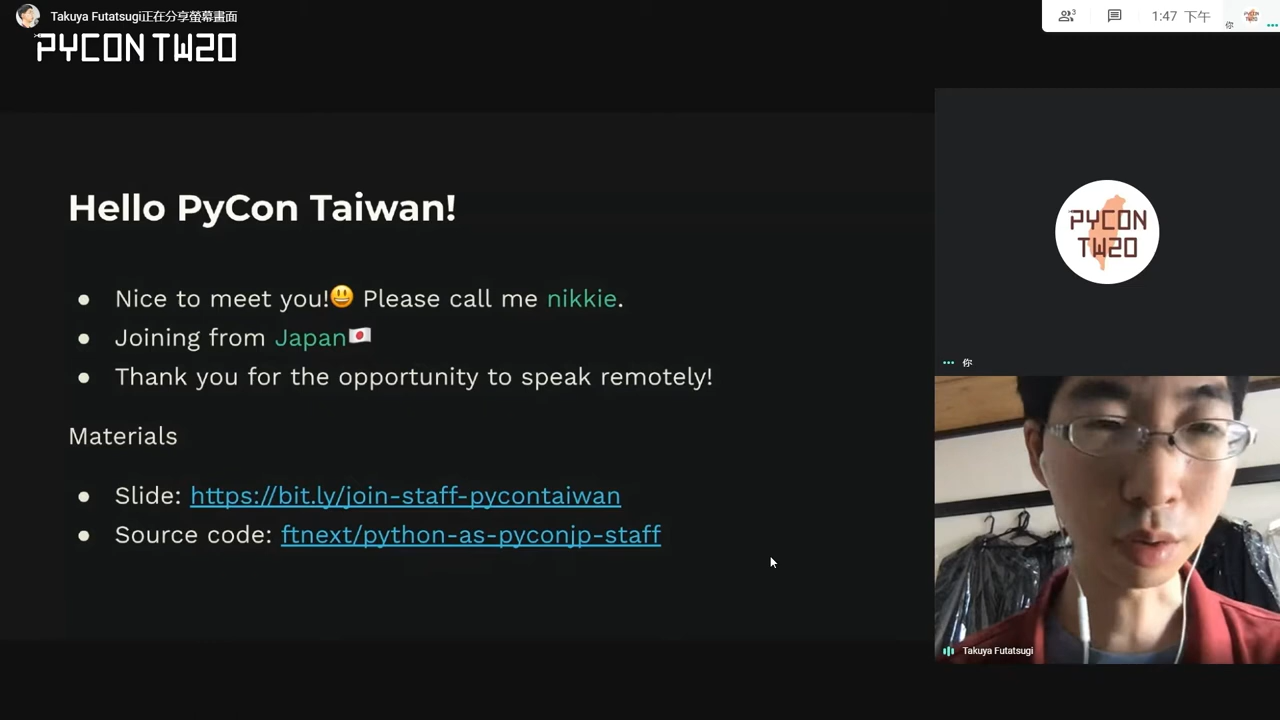 Takuya Futatsugi正在分享螢幕畫面
PYCON TW20
3
1:47 下午
你
Hello PyCon Taiwan!
● Nice to meet you!😃 Please call me nikkie.
● Joining from Japan🇯🇵
● Thank you for the opportunity to speak remotely!
Materials
● Slide: https://bit.ly/join-staff-pycontaiwan
● Source code: ftnext/python-as-pyconjp-staff
PYCON
TW20
你
Takuya Futatsugi